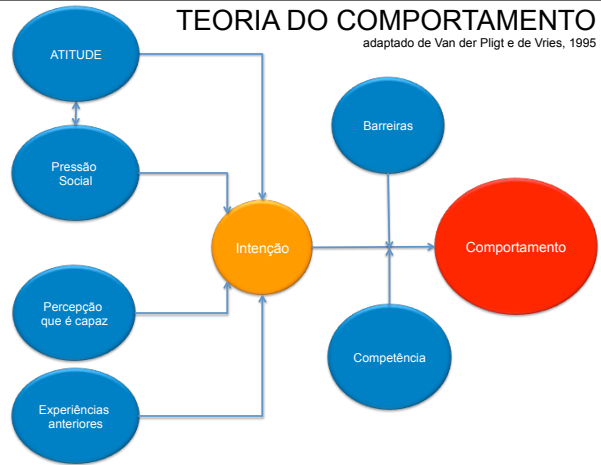 TEORIA DO COMPORTAMENTO
adaptado de Van der Pligt e de Vries, 1995
ATITUDE
Pressão
Social
Percepção
que é capaz
Experiências
anteriores
Intenção
Barreiras
Competência
Comportamento